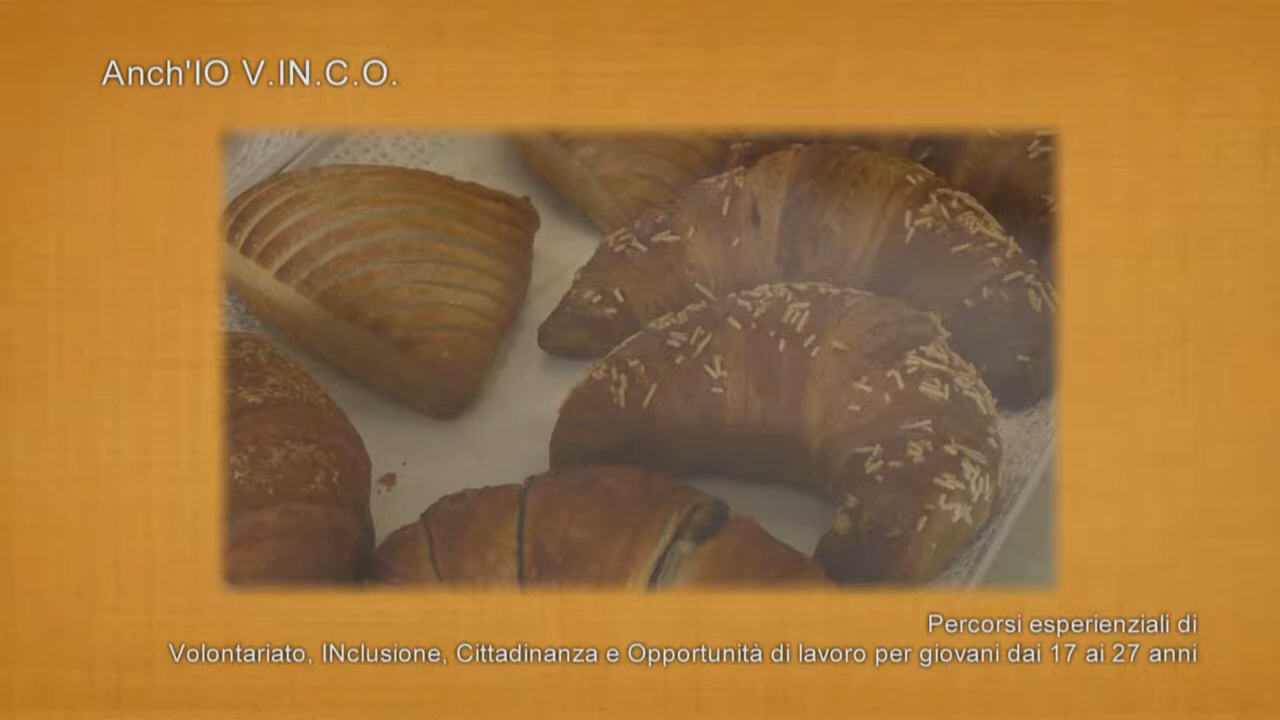 Anch'IO V.IN.C.O.
Percorsi esperienziali di
Volontariato, INclusione, Cittadinanza e Opportunità di lavoro per giovani dai 17 ai 27 anni